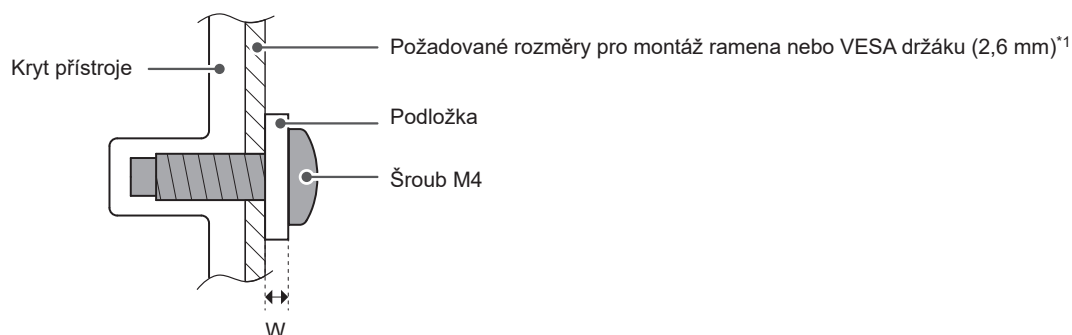 Požadované rozměry pro montáž ramena nebo VESA držáku (2,6 mm)*1
Kryt přístroje
Podložka
Šroub M4
W